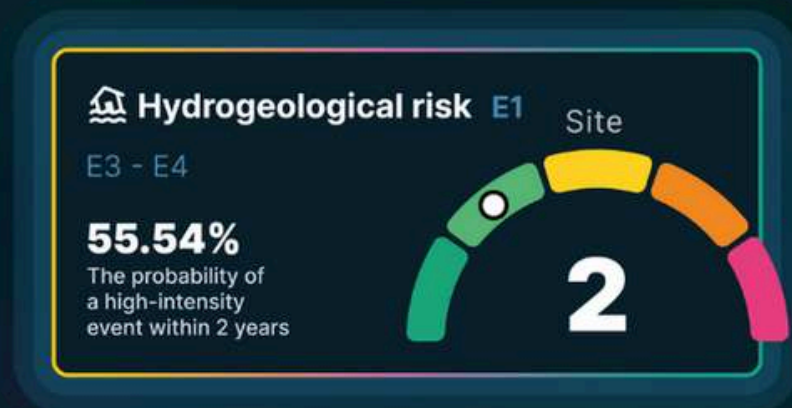 Hydrogeological risk E1
Site
E3 - E4
55.54%
The probability of
a high-intensity
event within 2 years
2